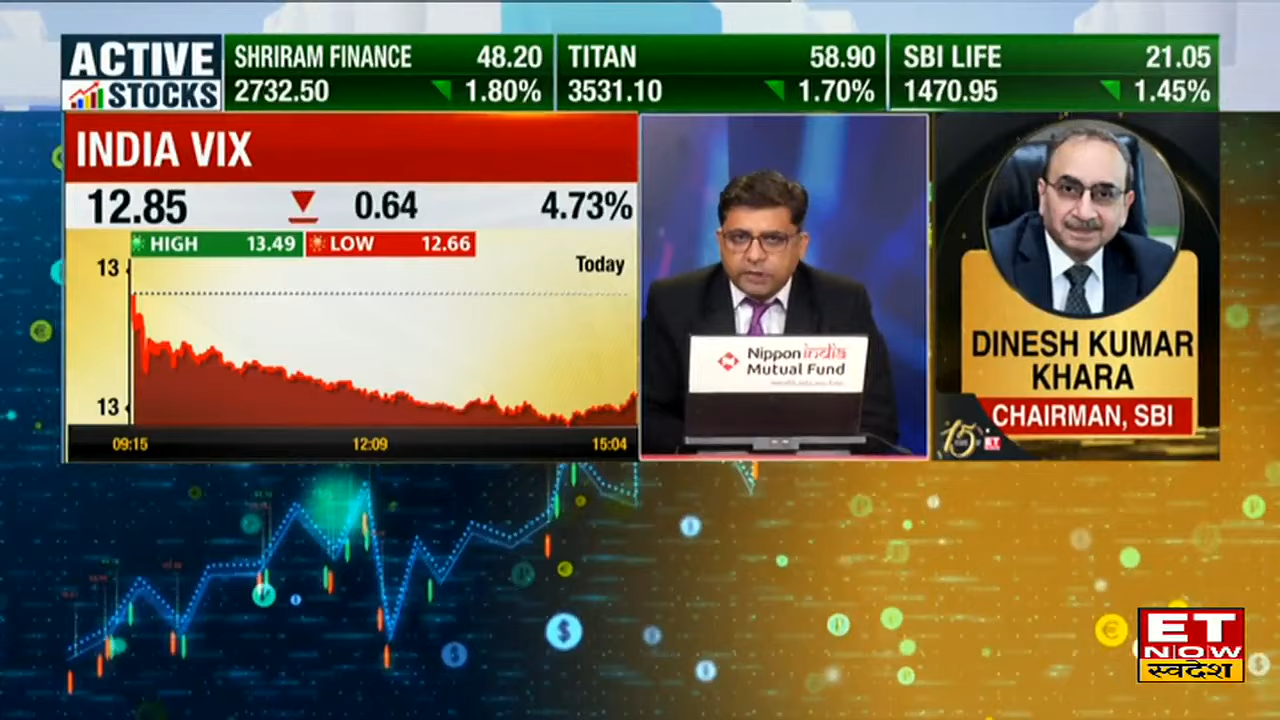 ACTIVE
STOCKS
SHRIRAM FINANCE 48.20
2732.50 1.80%
TITAN 58.90
3531.10 1.70%
SBI LIFE 21.05
1470.95 1.45%
INDIA VIX
12.85 0.64 4.73%
HIGH 13.49 LOW 12.66
Today
13
13
09:15 12:09 15:04
Nippon india
Mutual Fund
DINESH KUMAR
KHARA
CHAIRMAN, SBI
15
ET
ET
NOW
स्वदेश